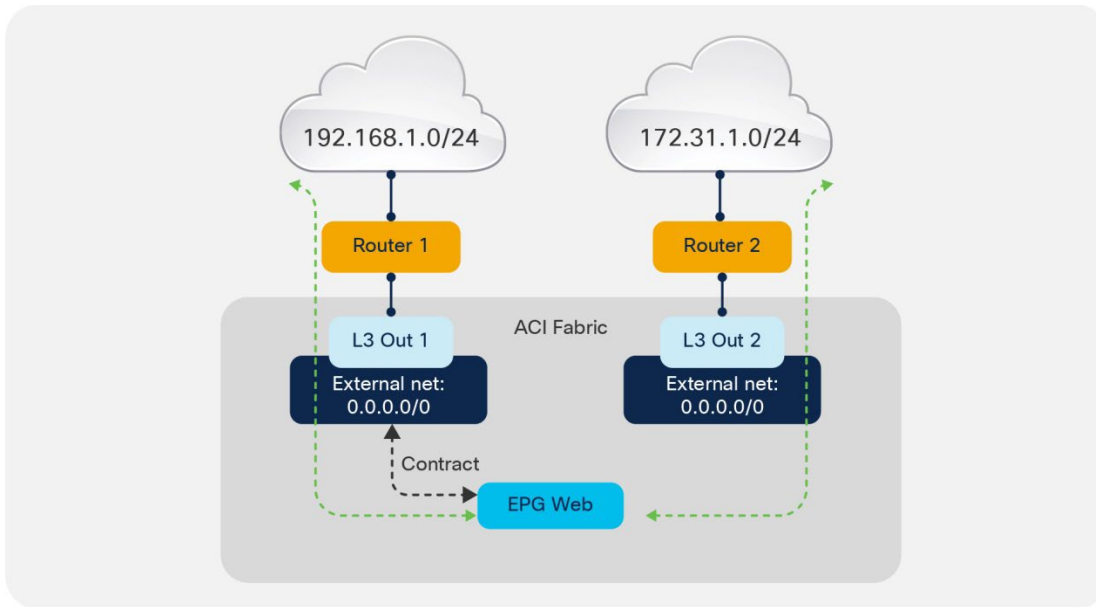 192.168.1.0/24
172.31.1.0/24
Router 1
Router 2
ACI Fabric
L3 Out 1
L3 Out 2
External net:
0.0.0.0/0
External net:
0.0.0.0/0
Contract
EPG Web